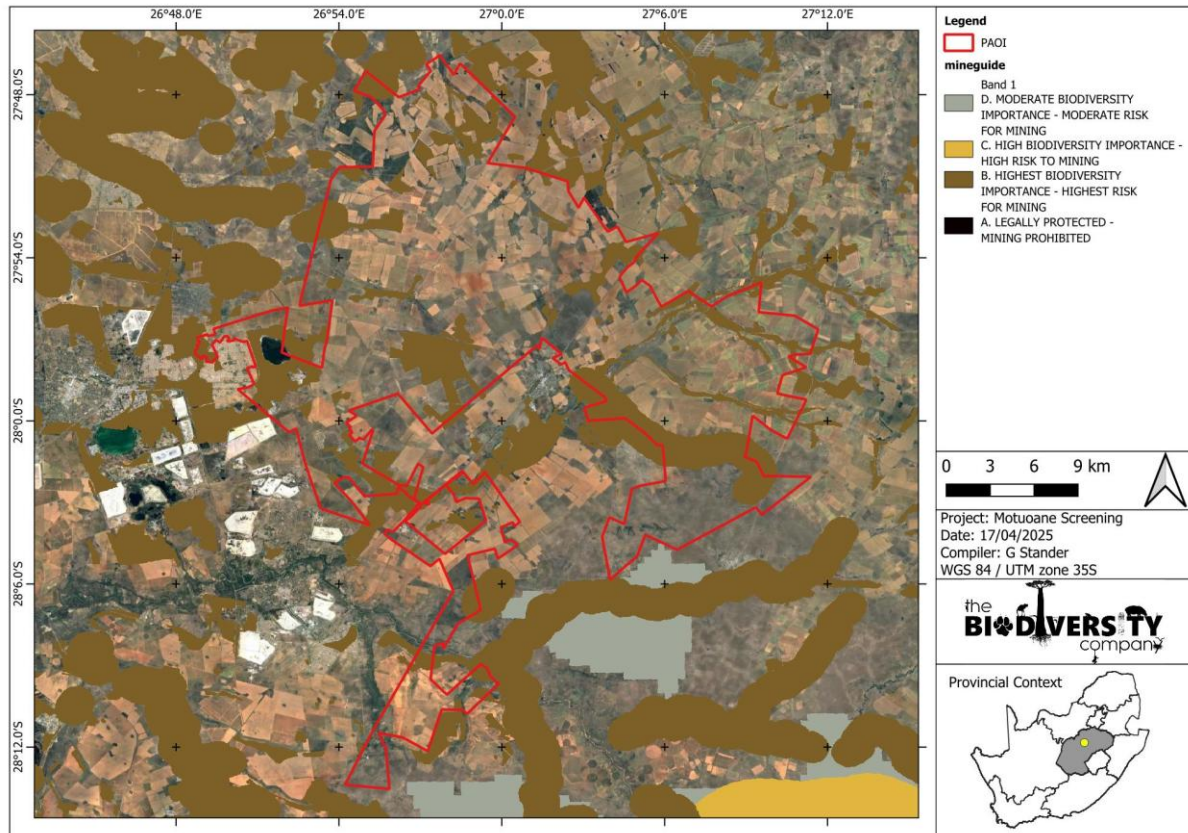 26°48.0'E 26°54.0'E 27°0.0'E 27°6.0'E 27°12.0'E
27°48.0'S
27°54.0'S
28°0.0'S
28°6.0'S
28°12.0'S
Legend
PAOI
mineguide
Band 1
D. MODERATE BIODIVERSITY
IMPORTANCE - MODERATE RISK
FOR MINING
C. HIGH BIODIVERSITY IMPORTANCE -
HIGH RISK TO MINING
B. HIGHEST BIODIVERSITY
IMPORTANCE - HIGHEST RISK
FOR MINING
A. LEGALLY PROTECTED -
MINING PROHIBITED
0 3 6 9 km
Project: Motuoane Screening
Date: 17/04/2025
Compiler: G Stander
WGS 84 / UTM zone 35S
the
BIODIVERSITY
company
Provincial Context